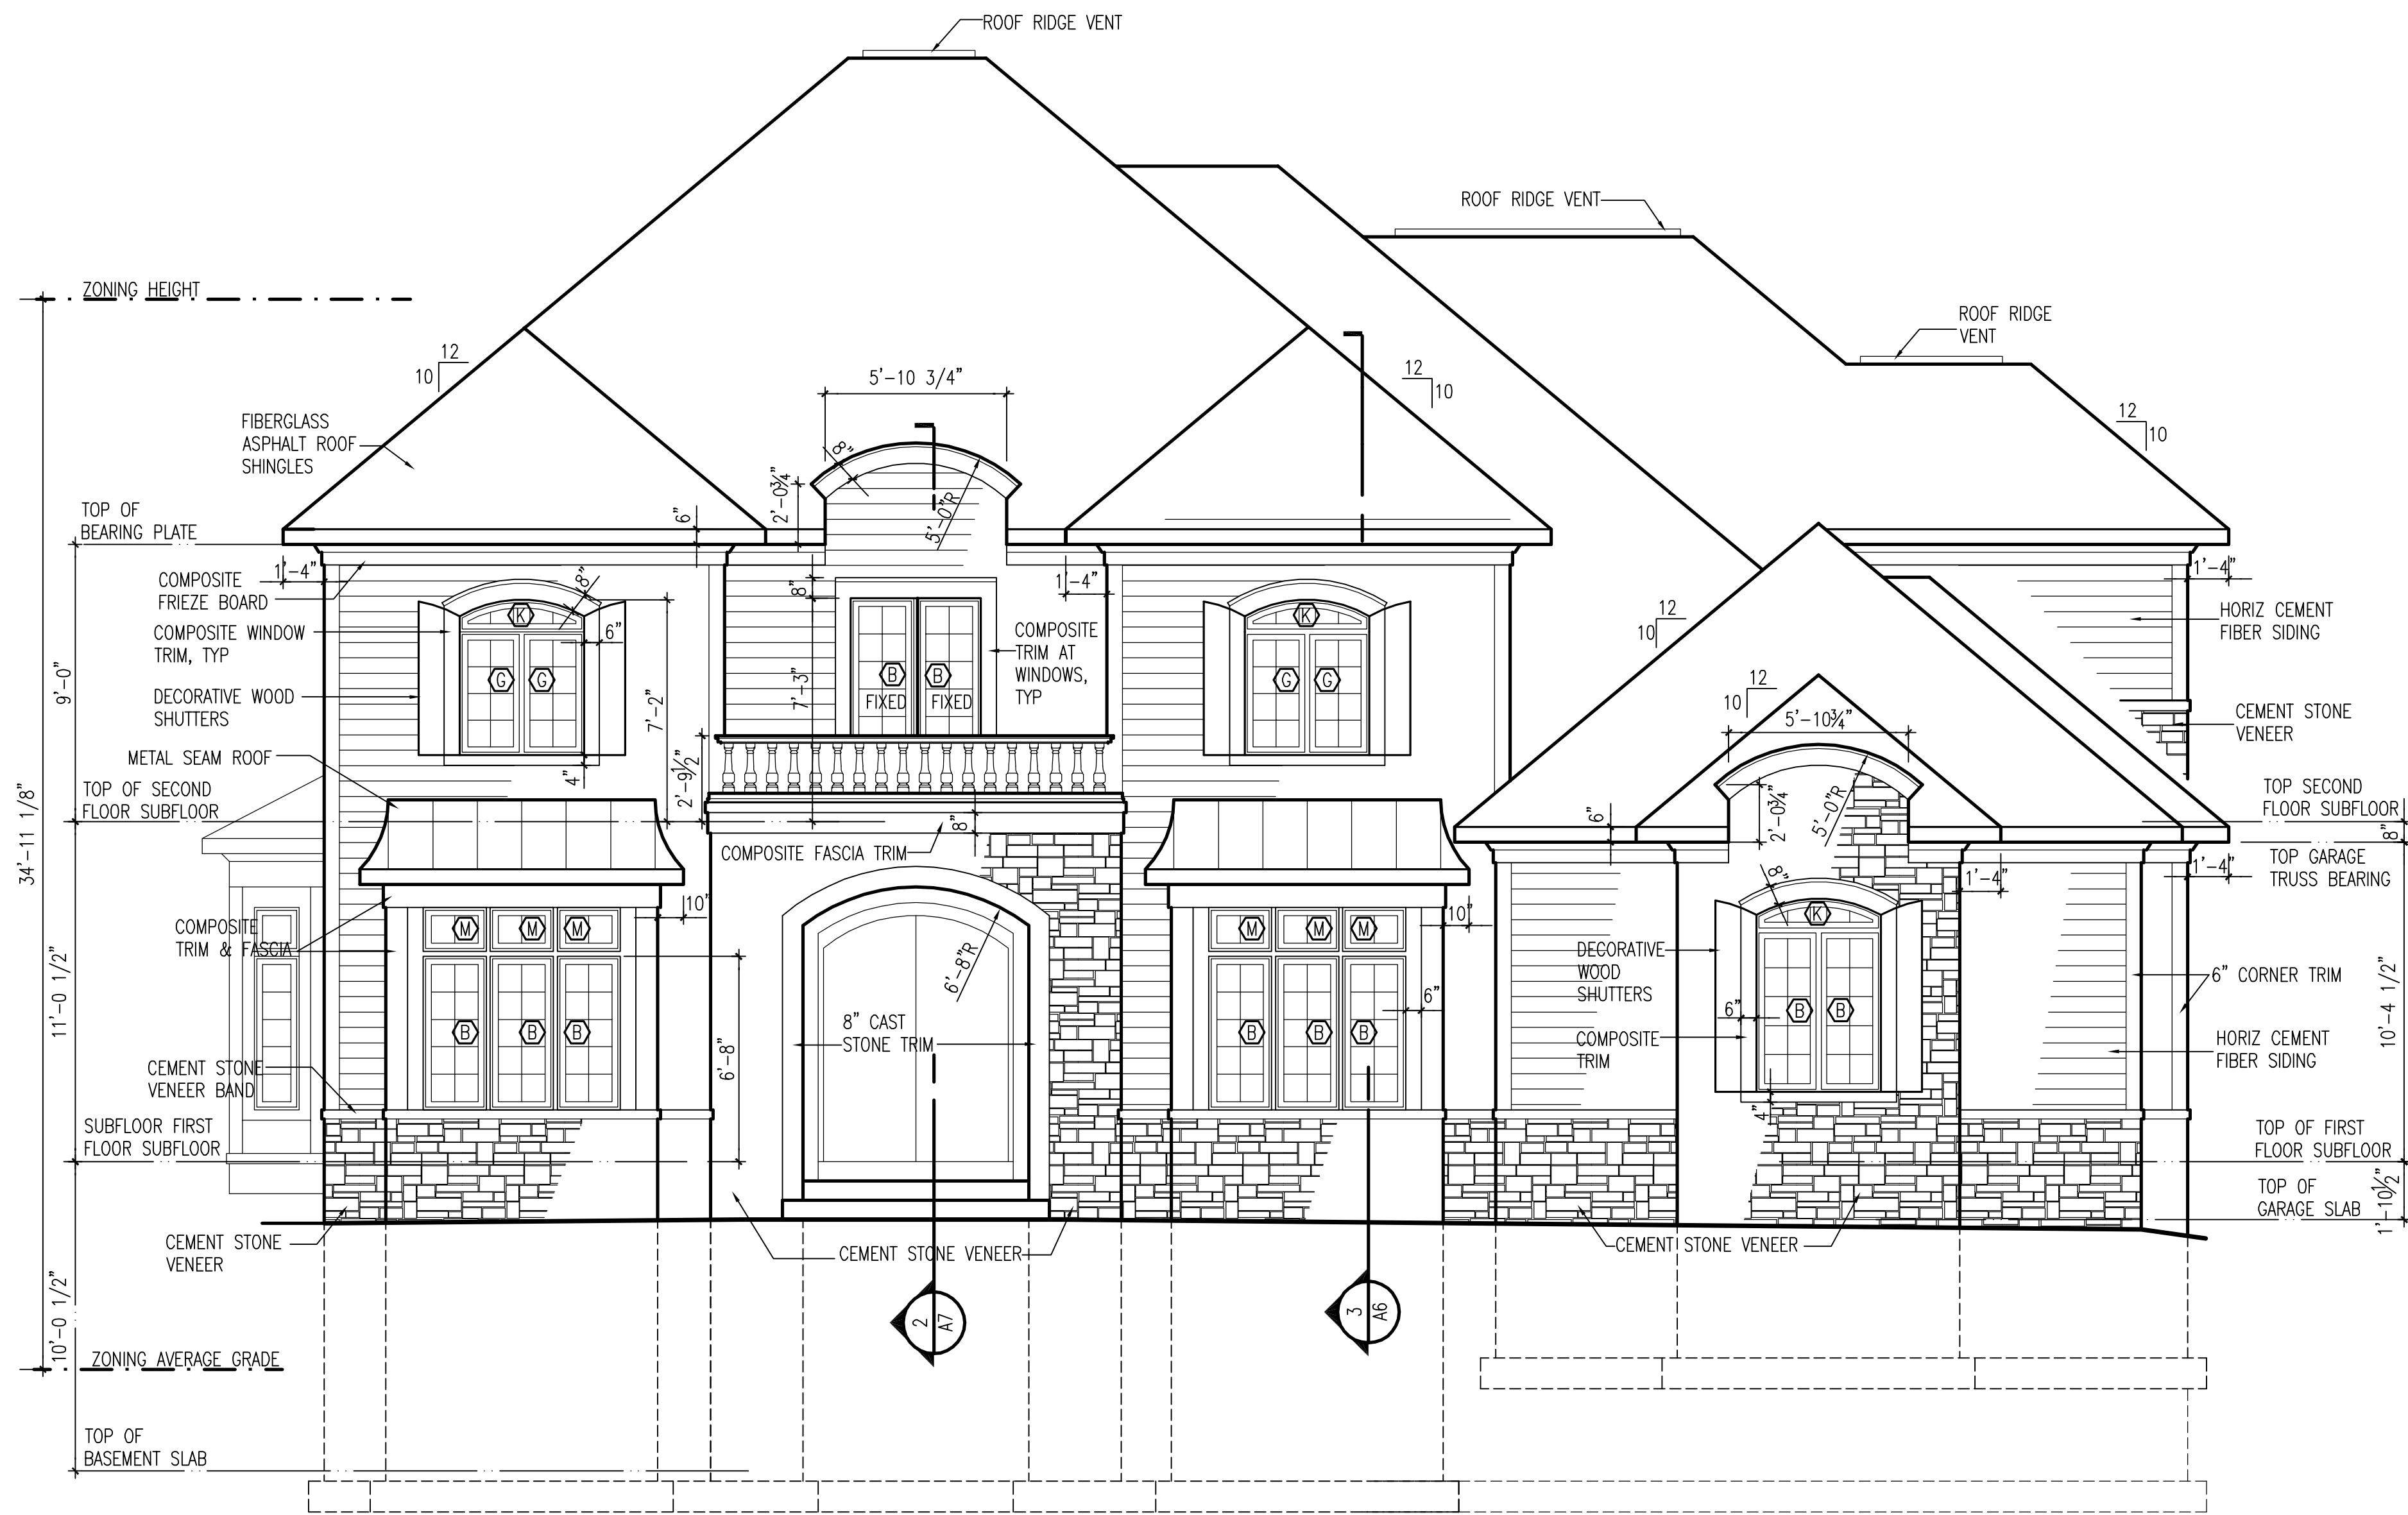 ROOF RIDGE VENT
ROOF RIDGE VENT
ZONING HEIGHT
ROOF RIDGE
VENT
12
10
12
10
12
10
5'-10 3/4"
FIBERGLASS
ASPHALT ROOF
SHINGLES
8"
2'-0¾"
5'-0"R
6"
TOP OF
BEARING PLATE
1'-4"
COMPOSITE
FRIEZE BOARD
COMPOSITE WINDOW
TRIM, TYP
DECORATIVE WOOD
SHUTTERS
METAL SEAM ROOF
TOP OF SECOND
FLOOR SUBFLOOR
9'-0"
34'-11 1/8"
8"
K
6"
G
G
7'-2"
4"
2'-9½"
8"
7'-3"
B
B
FIXED
FIXED
COMPOSITE
TRIM AT
WINDOWS,
TYP
1'-4"
K
G
G
12
10
12
10
5'-10¾"
2'-0¾"
5'-0"R
6"
1'-4"
HORIZ CEMENT
FIBER SIDING
CEMENT STONE
VENEER
TOP SECOND
FLOOR SUBFLOOR
8"
TOP GARAGE
TRUSS BEARING
1'-4"
1'-4"
8"
COMPOSITE FASCIA TRIM
COMPOSITE
TRIM & FASCIA
M
M
M
10"
B
B
B
6'-8"
6'-8"R
8" CAST
STONE TRIM
M
M
M
10"
B
B
B
6"
8"
K
DECORATIVE
WOOD
SHUTTERS
6"
B
B
COMPOSITE
TRIM
4"
6" CORNER TRIM
HORIZ CEMENT
FIBER SIDING
10'-4 1/2"
11'-0 1/2"
CEMENT STONE
VENEER BAND
SUBFLOOR FIRST
FLOOR SUBFLOOR
TOP OF FIRST
FLOOR SUBFLOOR
TOP OF
GARAGE SLAB
1'-10½"
CEMENT STONE
VENEER
CEMENT STONE VENEER
CEMENT STONE VENEER
2
A7
3
A6
10'-0 1/2"
ZONING AVERAGE GRADE
TOP OF
BASEMENT SLAB